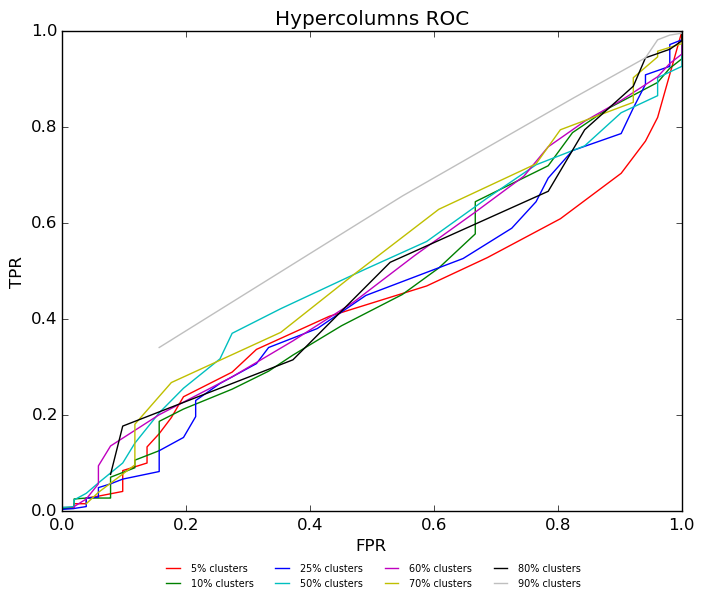 Hypercolumns ROC
1.0
0.8
0.6
0.4
0.2
0.0
TPR
0.0 0.2 0.4 0.6 0.8 1.0
FPR
5% clusters 25% clusters 60% clusters 80% clusters
10% clusters 50% clusters 70% clusters 90% clusters